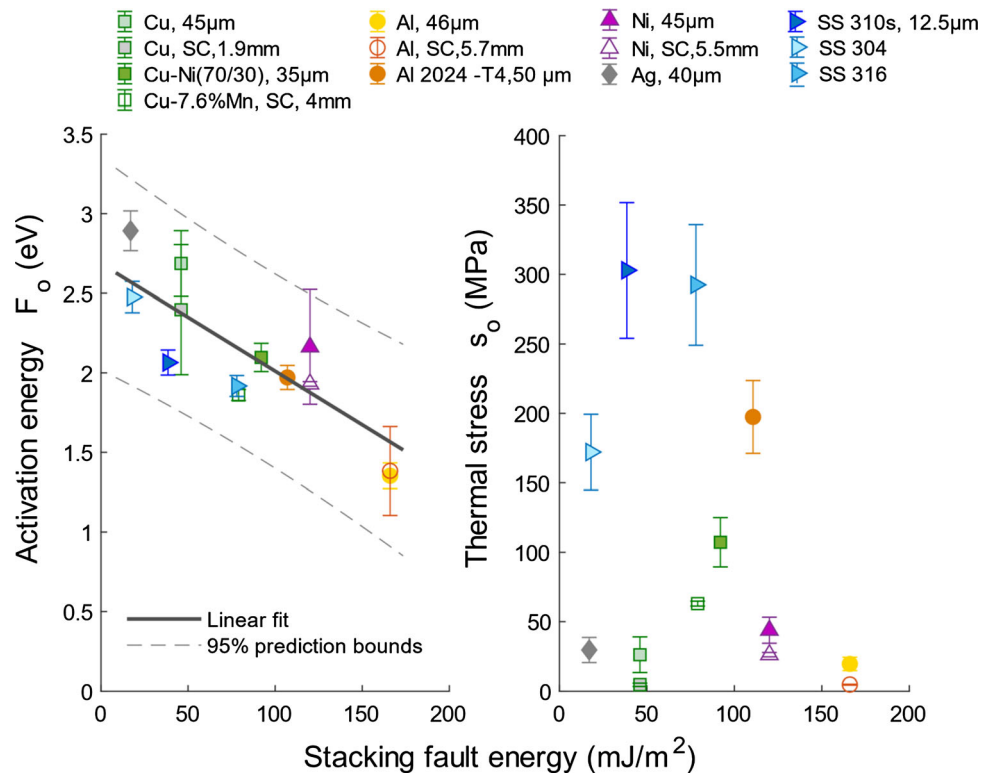 Cu, 45µm
Cu, SC,1.9mm
Cu-Ni(70/30), 35µm
Cu-7.6%Mn, SC, 4mm
Al, 46µm
Al, SC,5.7mm
Al 2024 -T4,50 µm
Ni, 45µm
Ni, SC,5.5mm
Ag, 40µm
SS 310s, 12.5µm
SS 304
SS 316
Activation energy F_o (eV)
3.5
3
2.5
2
1.5
1
0.5
0
Linear fit
95% prediction bounds
0 50 100 150 200
Thermal stress s_o (MPa)
400
350
300
250
200
150
100
50
0
0 50 100 150 200
Stacking fault energy (mJ/m²)